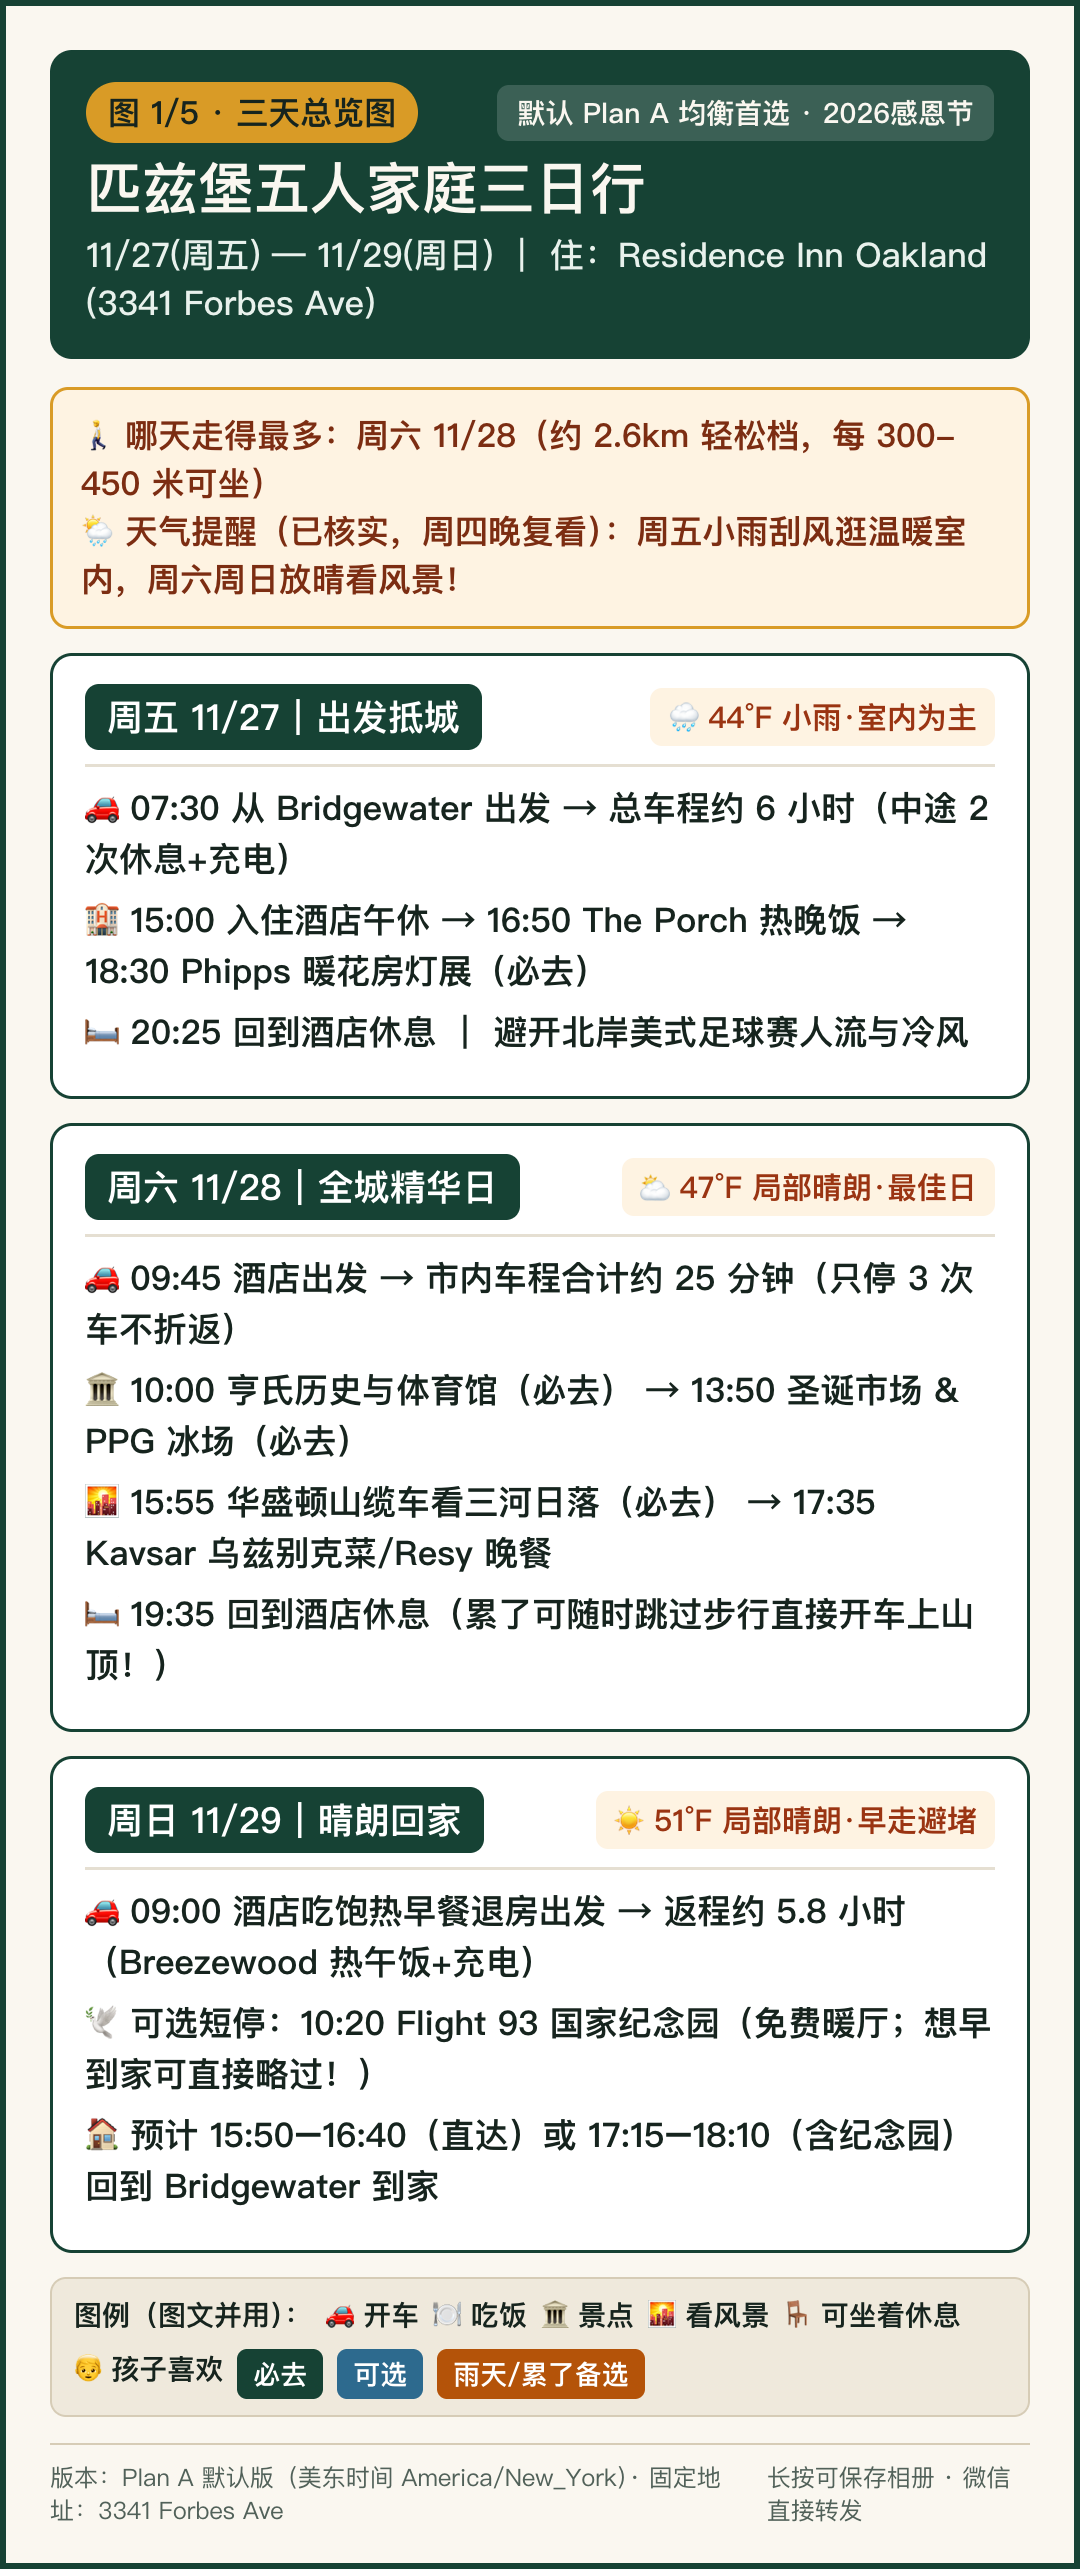 图 1/5 · 三天总览图
默认 Plan A 均衡首选 · 2026感恩节
匹兹堡五人家庭三日行
11/27(周五) — 11/29(周日) ｜ 住：Residence Inn Oakland
(3341 Forbes Ave)
🚶 哪天走得最多：周六 11/28（约 2.6km 轻松档，每 300–
450 米可坐）
🌦️ 天气提醒（已核实，周四晚复看）：周五小雨刮风逛温暖室
内，周六周日放晴看风景！
周五 11/27 | 出发抵城
🌧️ 44°F 小雨·室内为主
🚗 07:30 从 Bridgewater 出发 → 总车程约 6 小时（中途 2
次休息+充电）
🏨 15:00 入住酒店午休 → 16:50 The Porch 热晚饭 →
18:30 Phipps 暖花房灯展（必去）
🛏️ 20:25 回到酒店休息 ｜ 避开北岸美式足球赛人流与冷风
周六 11/28 | 全城精华日
🌥️ 47°F 局部晴朗·最佳日
🚗 09:45 酒店出发 → 市内车程合计约 25 分钟（只停 3 次
车不折返）
🏛️ 10:00 亨氏历史与体育馆（必去） → 13:50 圣诞市场 &
PPG 冰场（必去）
🌇 15:55 华盛顿山缆车看三河日落（必去） → 17:35
Kavsar 乌兹别克菜/Resy 晚餐
🛏️ 19:35 回到酒店休息（累了可随时跳过步行直接开车上山
顶！）
周日 11/29 | 晴朗回家
☀️ 51°F 局部晴朗·早走避堵
🚗 09:00 酒店吃饱热早餐退房出发 → 返程约 5.8 小时
（Breezewood 热午饭+充电）
🕊️ 可选短停：10:20 Flight 93 国家纪念园（免费暖厅；想早
到家可直接略过！）
🏠 预计 15:50—16:40（直达）或 17:15—18:10（含纪念园）
回到 Bridgewater 到家
图例（图文并用）： 🚗 开车 🍽️ 吃饭 🏛️ 景点 🌇 看风景 🪑 可坐着休息
👦 孩子喜欢 必去 可选 雨天/累了备选
版本：Plan A 默认版（美东时间 America/New_York）· 固定地
址：3341 Forbes Ave
长按可保存相册 · 微信
直接转发